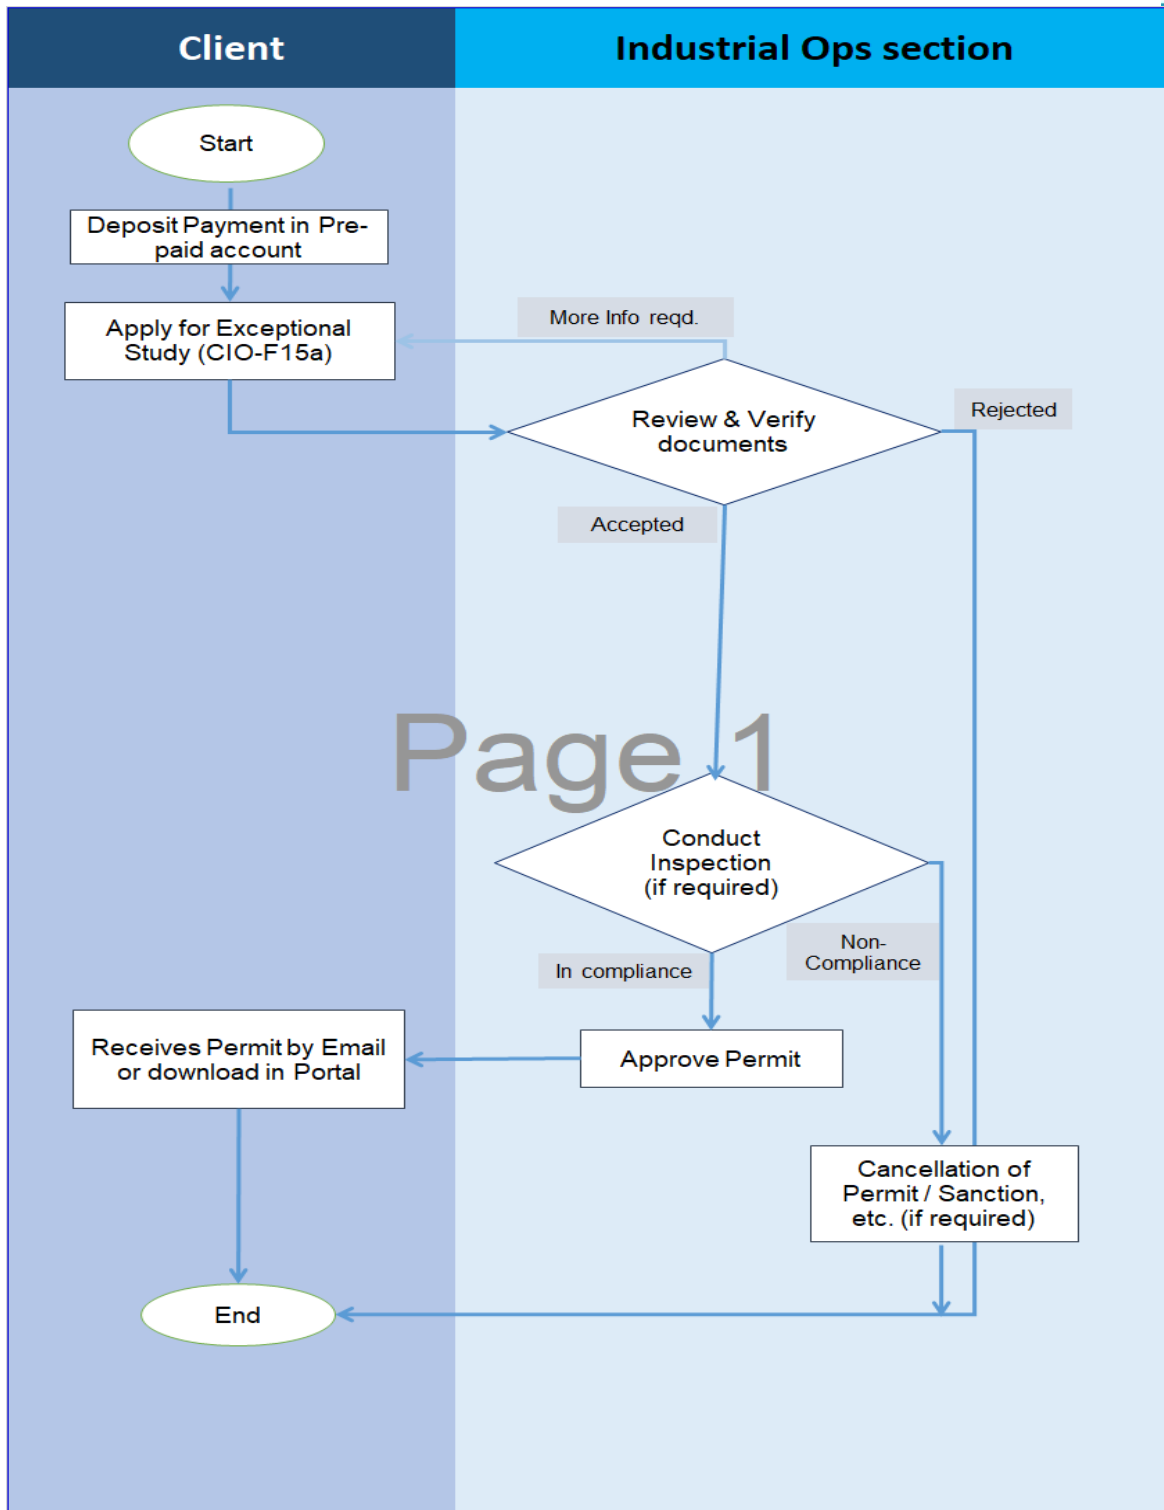 Client
Industrial Ops section
Start
Deposit Payment in Pre-
paid account
More Info reqd.
Apply for Exceptional
Study (CIO-F15a)
Rejected
Review & Verify
documents
Accepted
Page 1
Conduct
Inspection
(if required)
Non-
Compliance
In compliance
Receives Permit by Email
or download in Portal
Approve Permit
Cancellation of
Permit / Sanction,
etc. (if required)
End